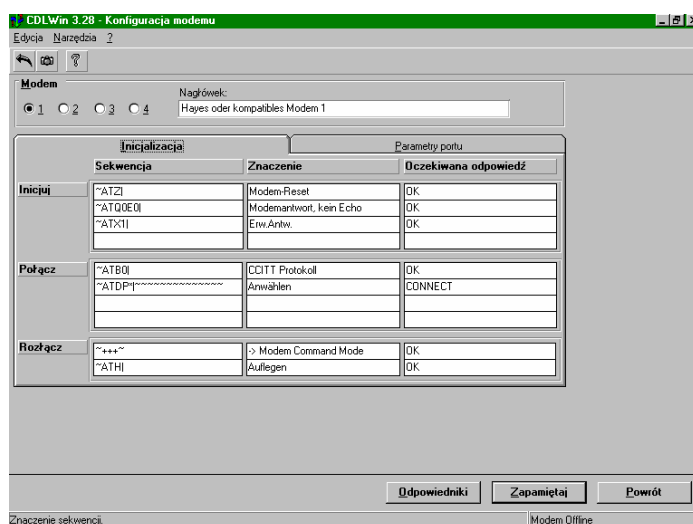 CDLWin 3.28 - Konfiguracja modemu
Edycja Narzędzia ?
Modem
1 2 3 4
Nagłówek:
Hayes oder kompatibles Modem 1
Inicjalizacja Parametry portu
Sekwencja Znaczenie Oczekiwana odpowiedź
Inicjuj ~ATZ| Modem-Reset OK
~ATQ0E0| Modemantwort, kein Echo OK
~ATX1| Erw.Antw. OK
Połącz ~ATB0| CCITT Protokoll OK
~ATDP*|~~~~~~~~~~~~~~ Anwählen CONNECT
Rozłącz ~+++~ -> Modem Command Mode OK
~ATH| Auflegen OK
Odpowiedniki Zapamiętaj Powrót
Znaczenie sekwencji. Modem Offline